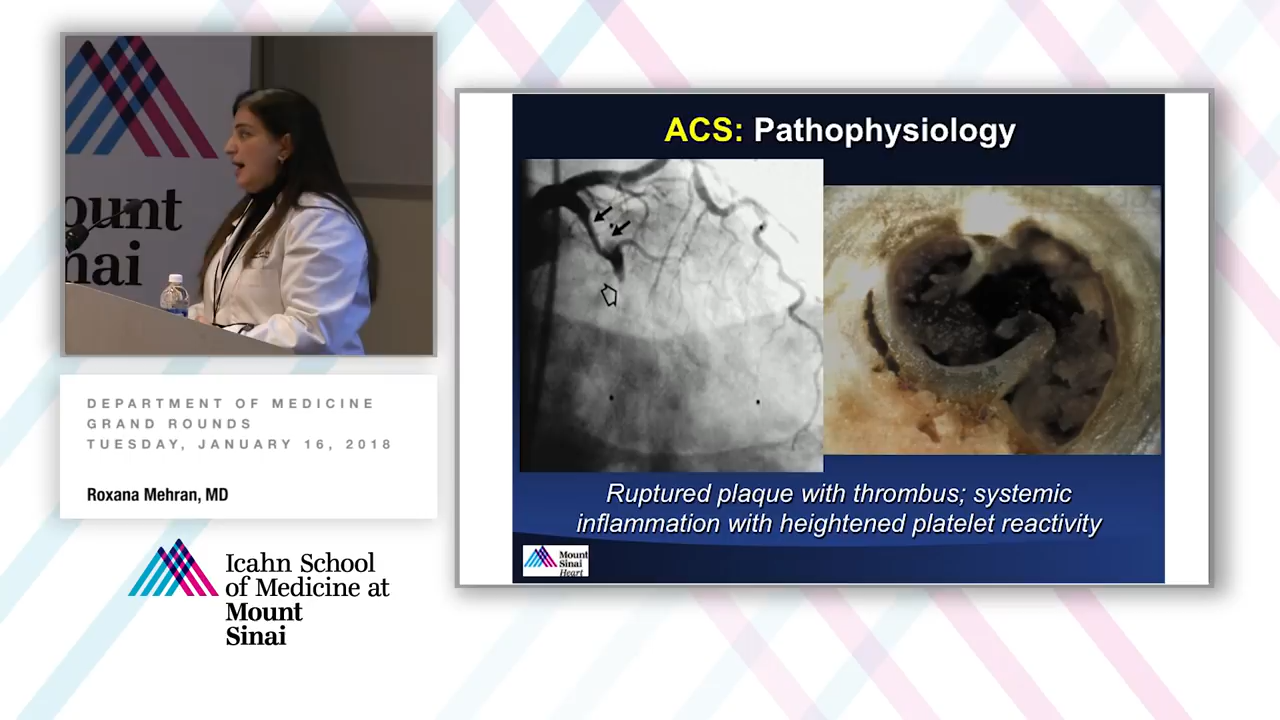 ount
nai
DEPARTMENT OF MEDICINE
GRAND ROUNDS
TUESDAY, JANUARY 16, 2018
Roxana Mehran, MD
Icahn School
of Medicine at
Mount
Sinai
ACS: Pathophysiology
Ruptured plaque with thrombus; systemic
inflammation with heightened platelet reactivity
Mount
Sinai
Heart